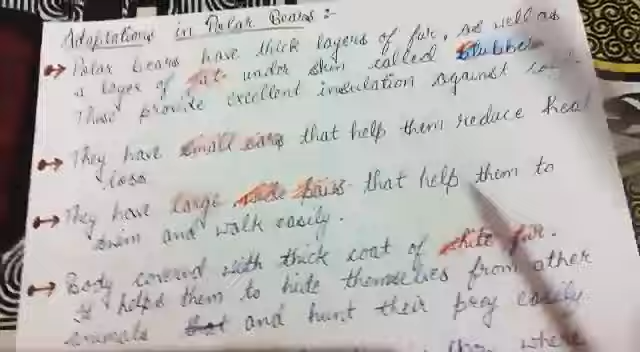 Adaptations in Polar Bears :-
Polar bears have thick layers of fur, as well as
a layer of fat under skin called blubber
These provide excellent insulation against
They have small ears that help them reduce heat
loss
They have large that help them to
swim and walk easily.
Body covered with thick coat of white fur.
It helps them to hide themselves from other
animals and hunt their prey easily
where